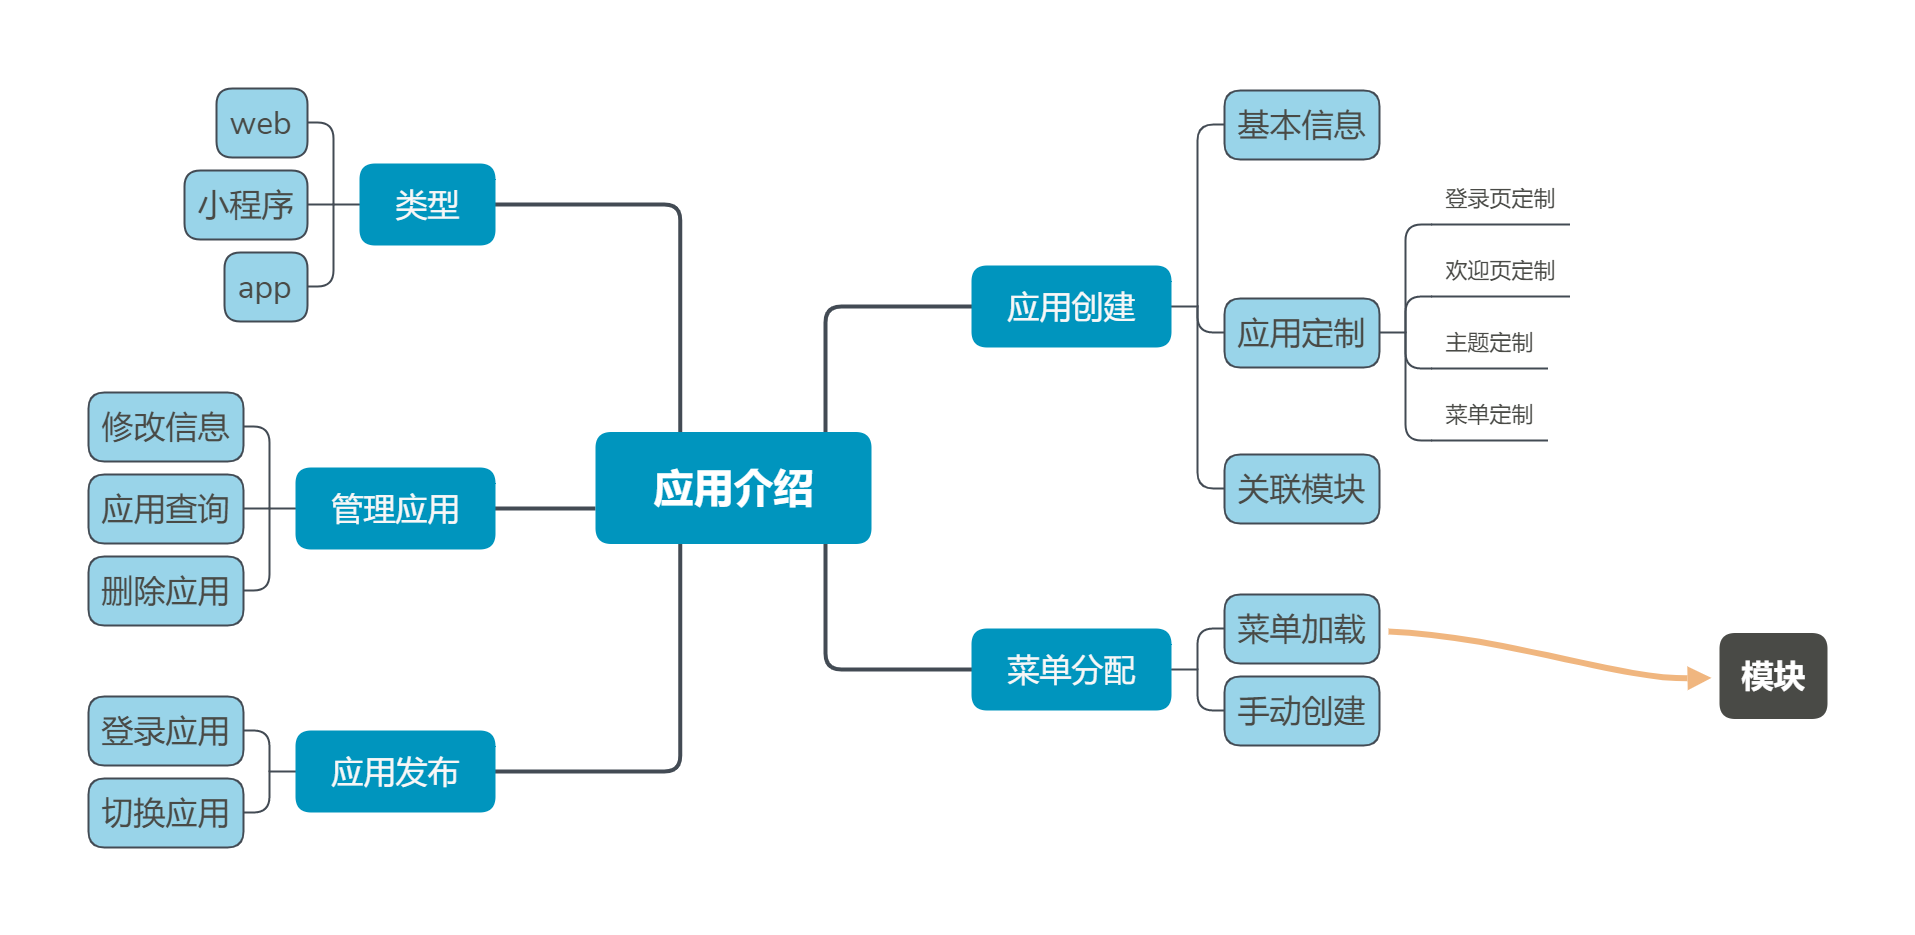 应用介绍
类型
web
小程序
app
管理应用
修改信息
应用查询
删除应用
应用发布
登录应用
切换应用
应用创建
基本信息
应用定制
登录页定制
欢迎页定制
主题定制
菜单定制
关联模块
菜单分配
菜单加载
手动创建
模块